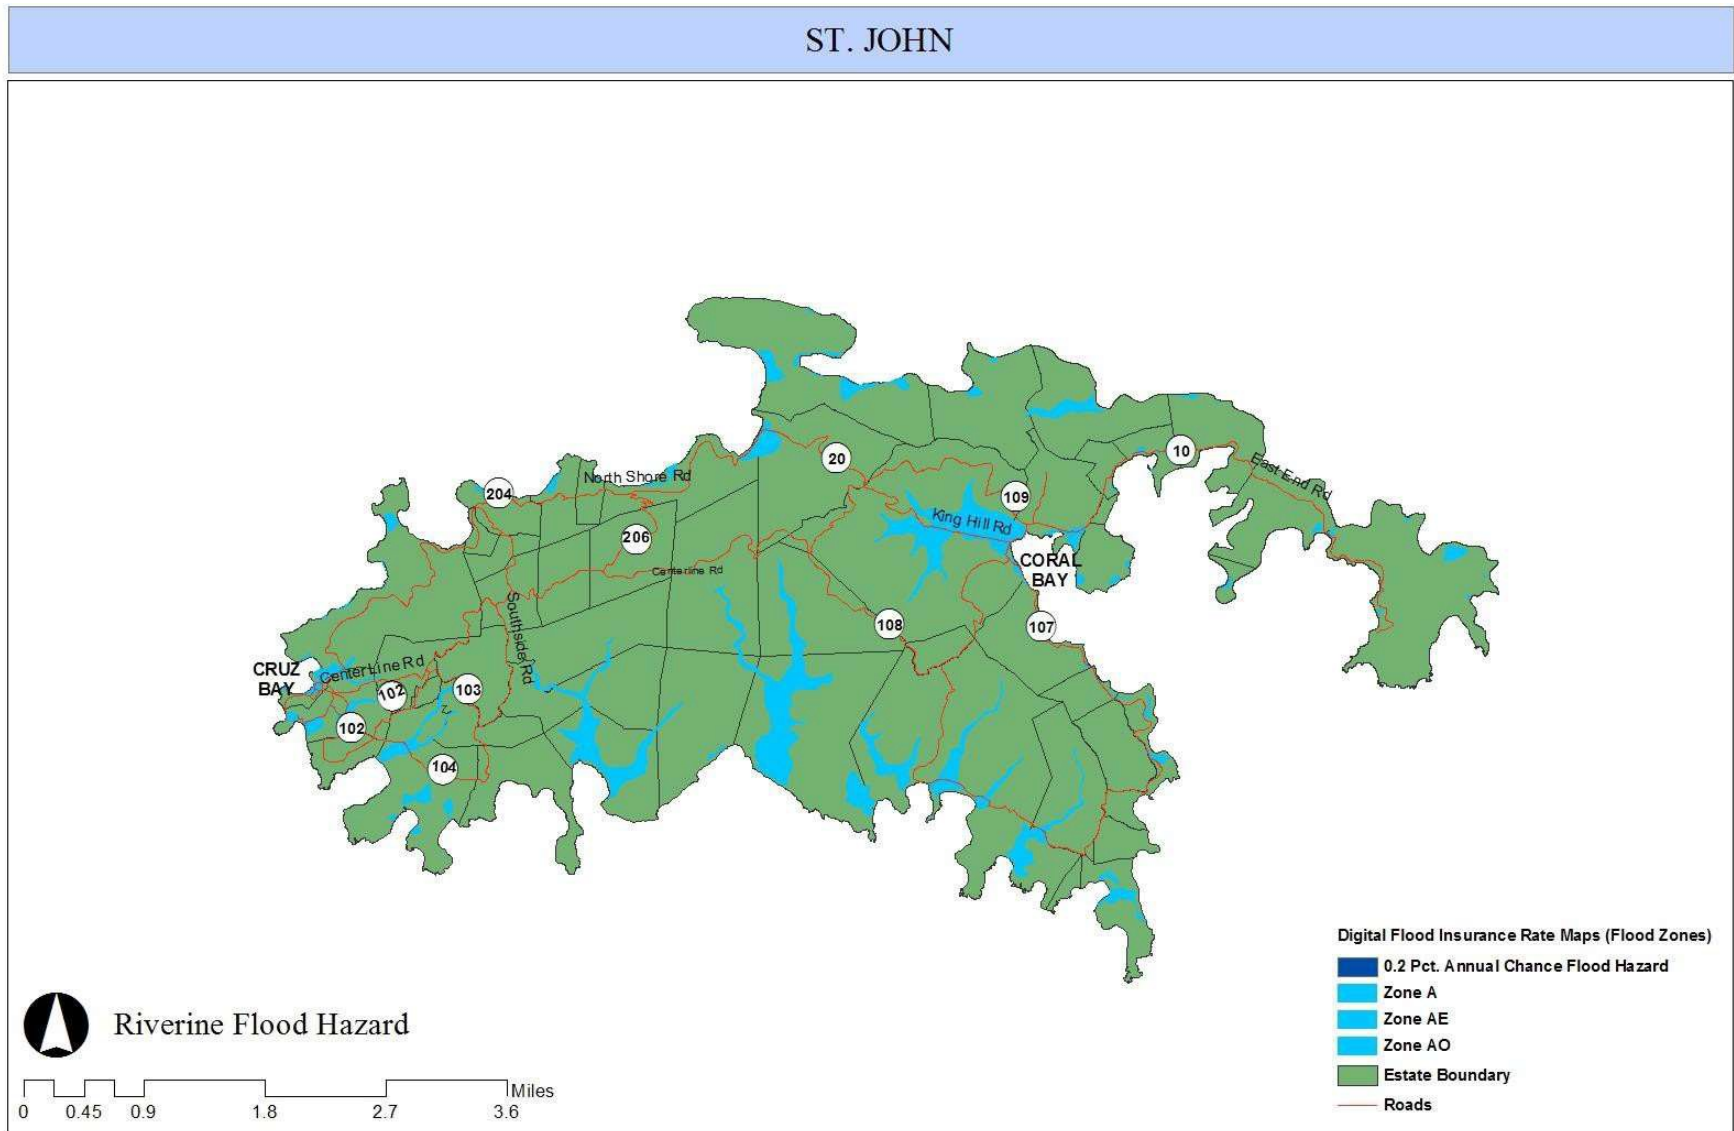 ST. JOHN
20
10
East End Rd
North Shore Rd
204
109
King Hill Rd
206
CORAL
BAY
Centerline Rd
Southside Rd
108
107
CRUZ
BAY
CenterLine Rd
102
103
102
104
Digital Flood Insurance Rate Maps (Flood Zones)
0.2 Pct. Annual Chance Flood Hazard
Zone A
Zone AE
Zone AO
Estate Boundary
Roads
Riverine Flood Hazard
Miles
0 0.45 0.9 1.8 2.7 3.6